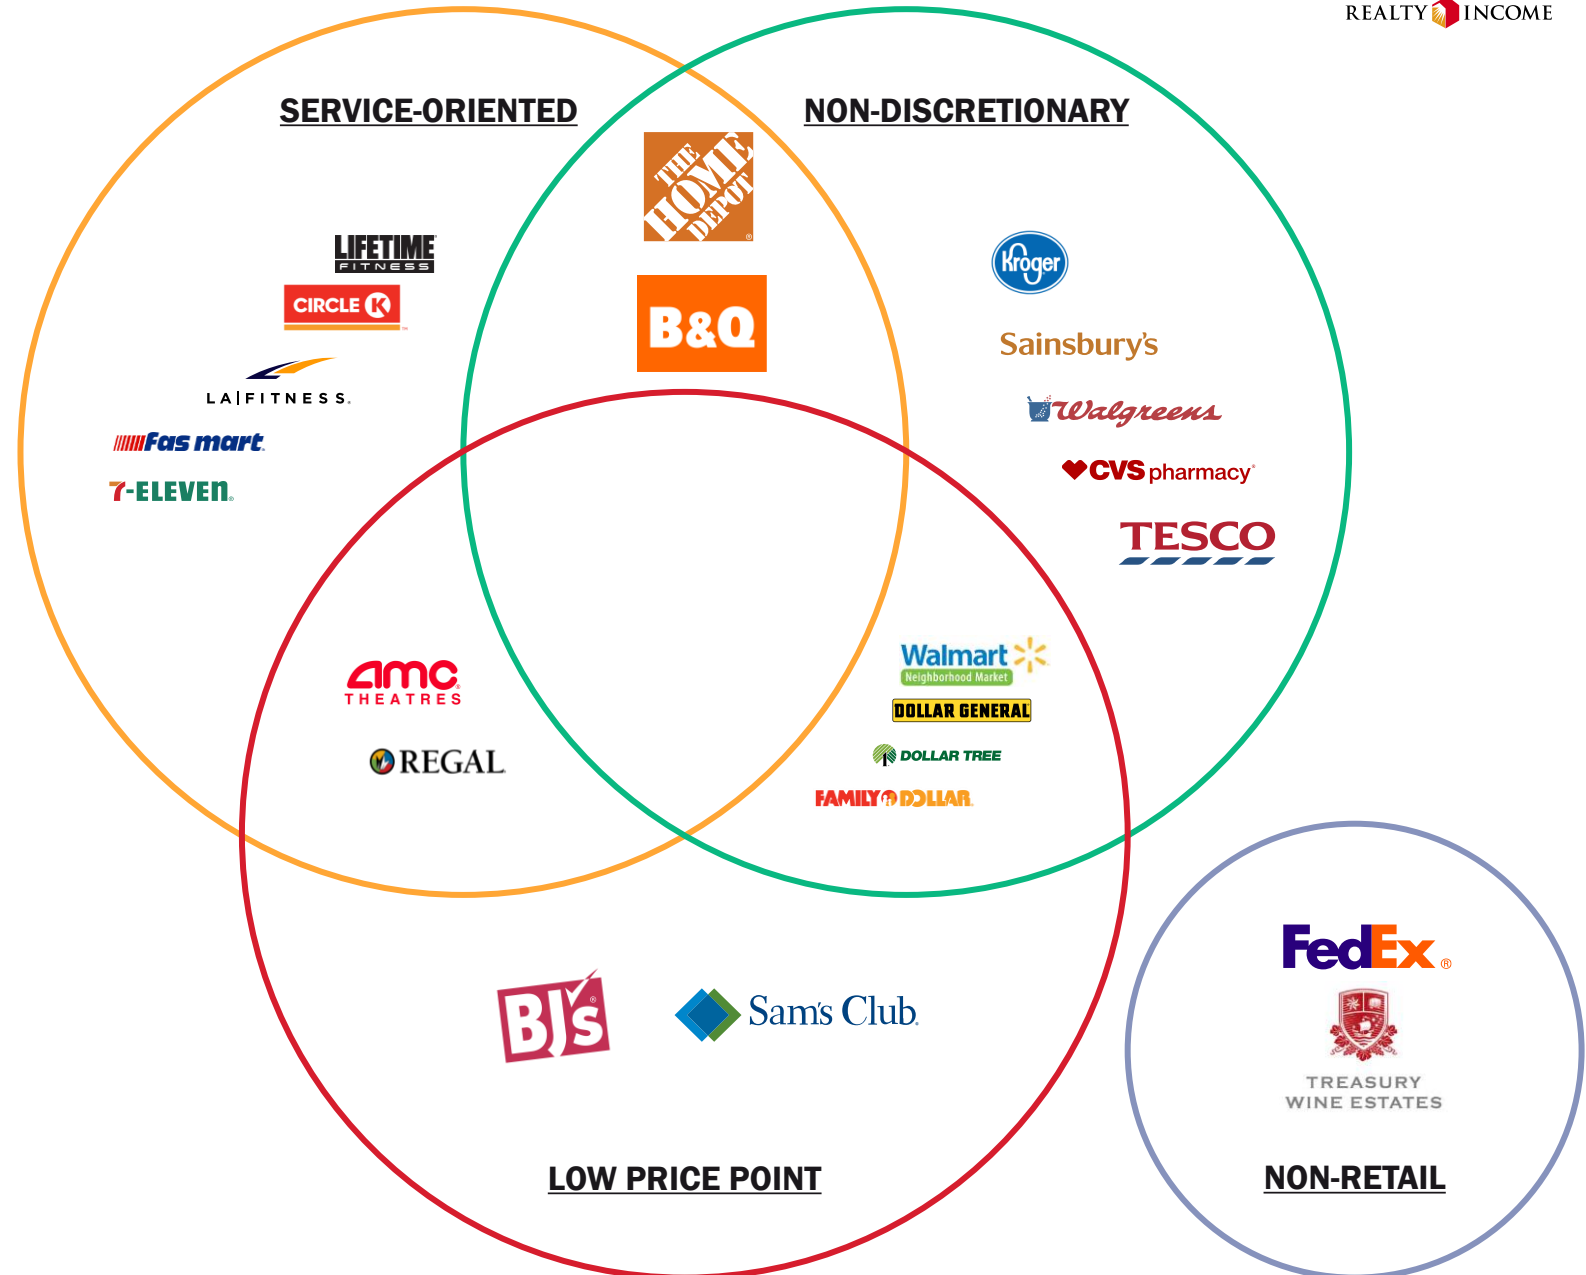 REALTY INCOME
SERVICE-ORIENTED
NON-DISCRETIONARY
THE
HOME
DEPOT
®
B&Q
LIFETIME
FITNESS
CIRCLE K
LA|FITNESS.
Fas mart.
7-ELEVEN®
Kroger
Sainsbury's
Walgreens
CVS pharmacy®
TESCO
amc
THEATRES
REGAL
Walmart
Neighborhood Market
DOLLAR GENERAL
DOLLAR TREE
FAMILY DOLLAR
BJ's®
Sam's Club
LOW PRICE POINT
FedEx®
TREASURY
WINE ESTATES
NON-RETAIL